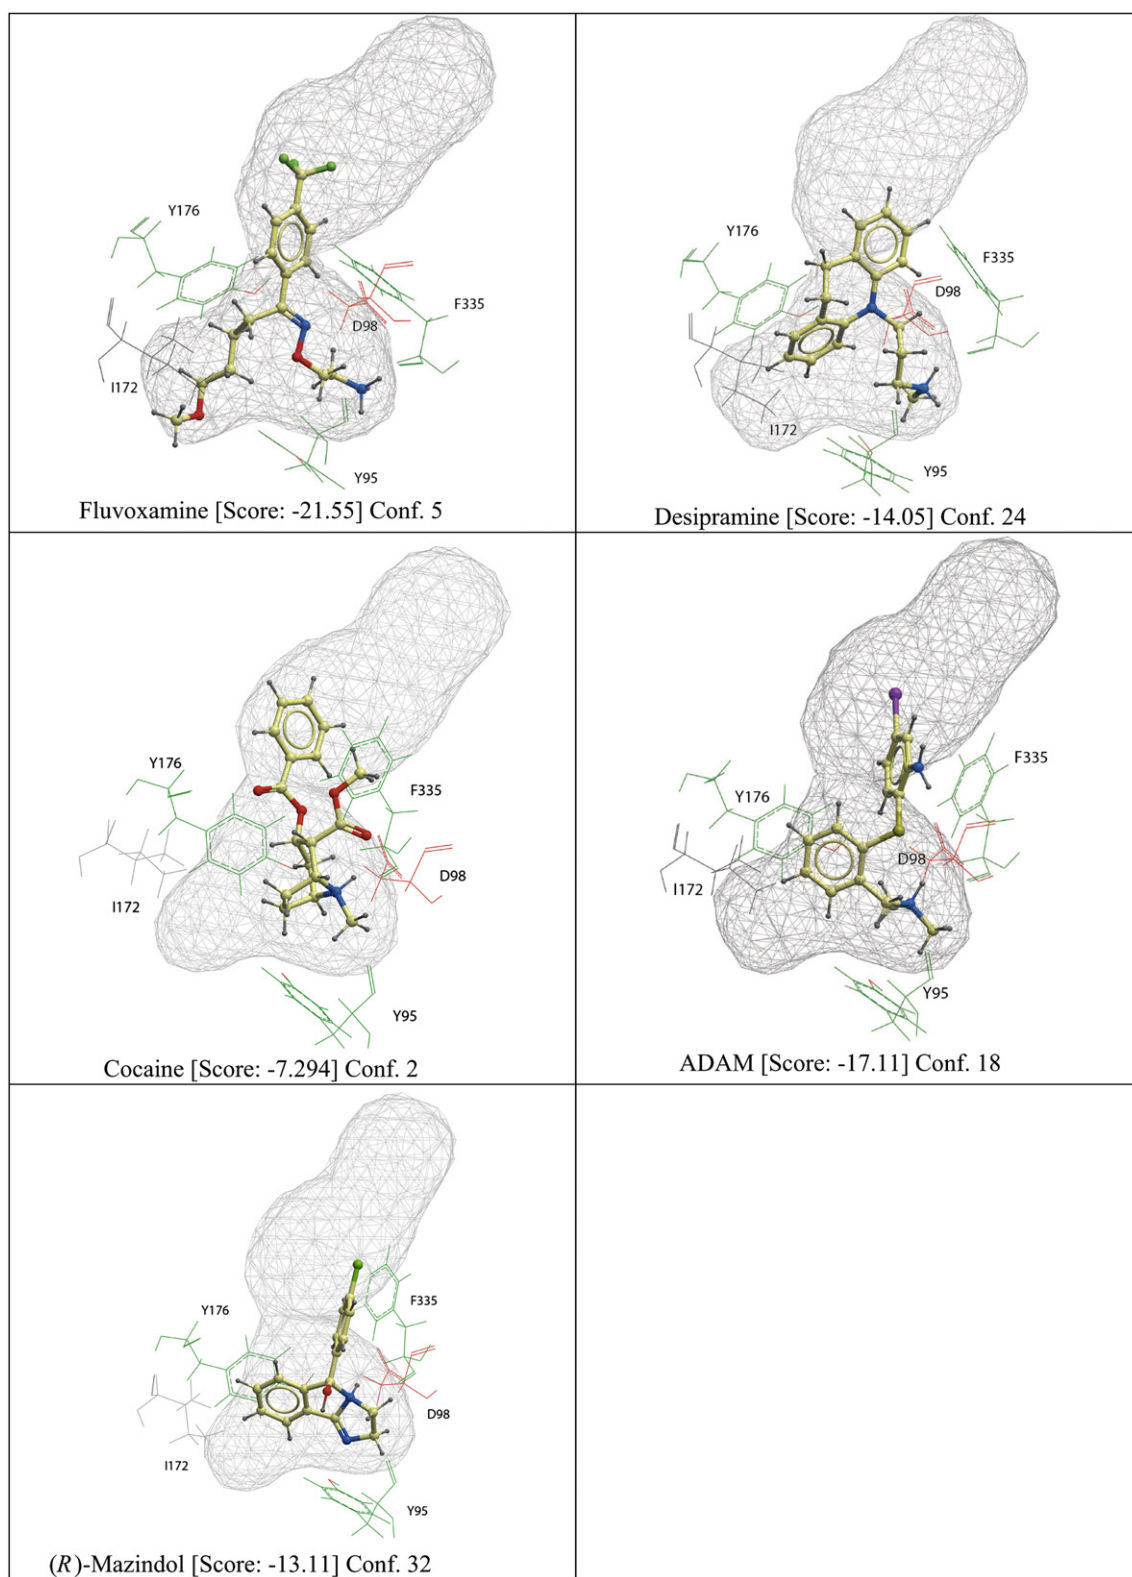 Y176
F335
D98
I172
Y95
Fluvoxamine [Score: -21.55] Conf. 5
Y176
F335
D98
I172
Y95
Desipramine [Score: -14.05] Conf. 24
Y176
F335
D98
I172
Y95
Cocaine [Score: -7.294] Conf. 2
F335
Y176
D98
I172
Y95
ADAM [Score: -17.11] Conf. 18
F335
Y176
D98
I172
Y95
(R)-Mazindol [Score: -13.11] Conf. 32